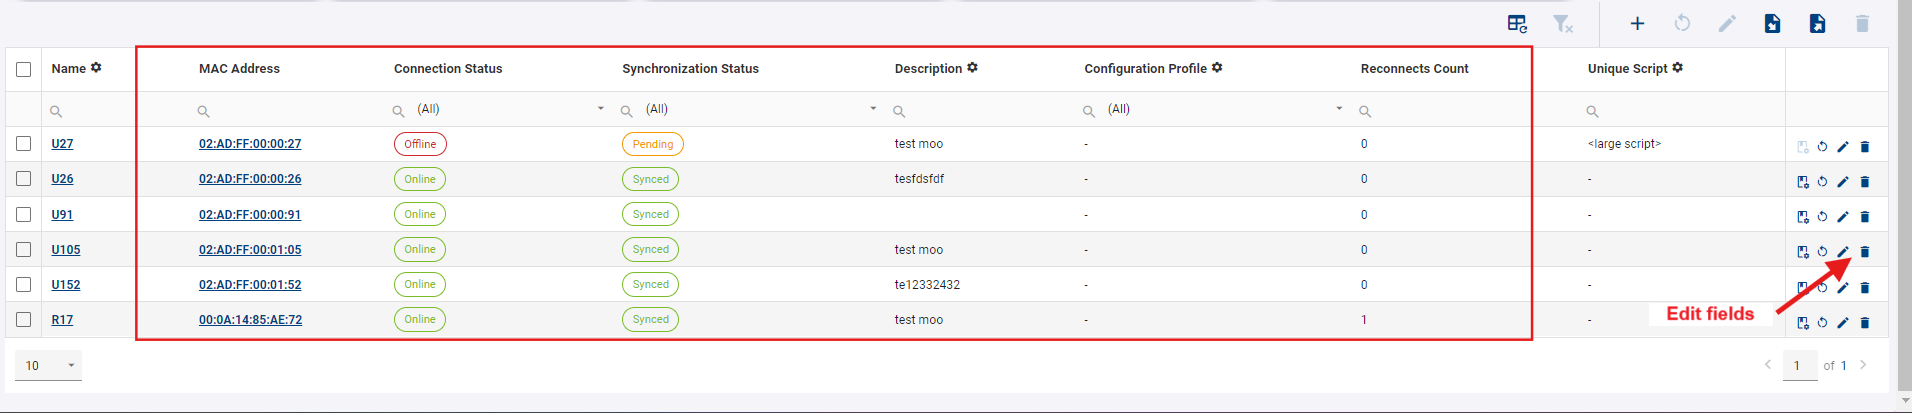 Name MAC Address Connection Status Synchronization Status Description Configuration Profile Reconnects Count Unique Script
(All) (All) (All)
U27 02:AD:FF:00:00:27 Offline Pending test moo - 0 <large script>
U26 02:AD:FF:00:00:26 Online Synced tesfdsfdf - 0 -
U91 02:AD:FF:00:00:91 Online Synced - 0 -
U105 02:AD:FF:00:01:05 Online Synced test moo - 0 -
U152 02:AD:FF:00:01:52 Online Synced te12332432 - 0 -
Edit fields
R17 00:0A:14:85:AE:72 Online Synced test moo - 1 -
10 1 of 1